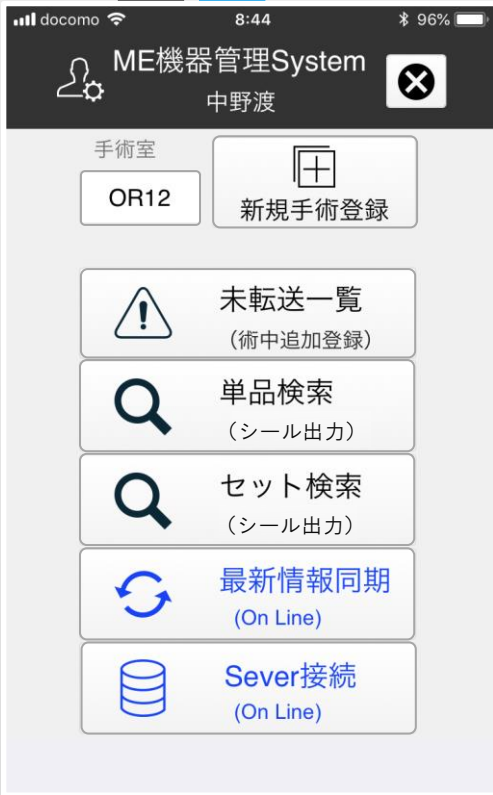 docomo 8:44 96%
ME機器管理System
中野渡
手術室
OR12
新規手術登録
未転送一覧
（術中追加登録）
単品検索
（シール出力）
セット検索
（シール出力）
最新情報同期
(On Line)
Sever接続
(On Line)